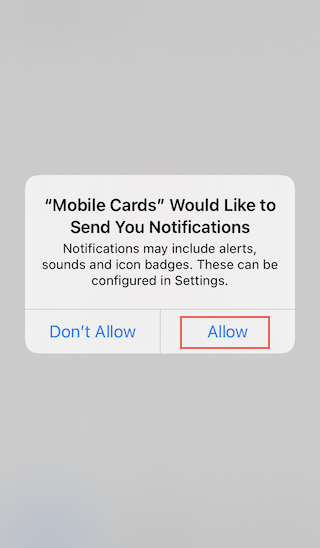 “Mobile Cards” Would Like to
Send You Notifications
Notifications may include alerts,
sounds and icon badges. These can be
configured in Settings.
Don’t Allow
Allow